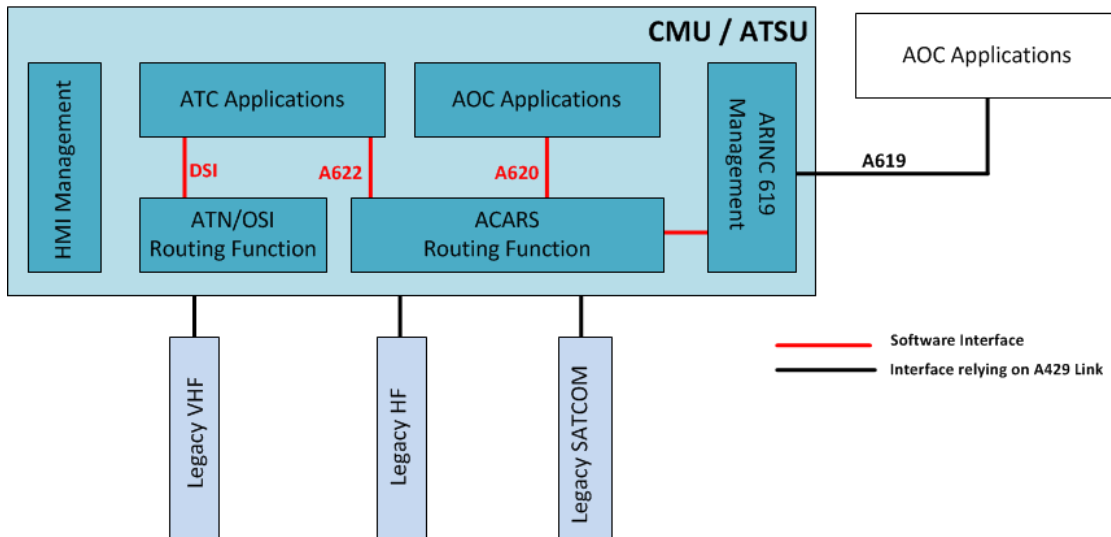 CMU / ATSU
AOC Applications
HMI Management
ATC Applications
AOC Applications
ARINC 619
Management
A619
DSI
A622
A620
ATN/OSI
Routing Function
ACARS
Routing Function
Legacy VHF
Legacy HF
Legacy SATCOM
Software Interface
Interface relying on A429 Link